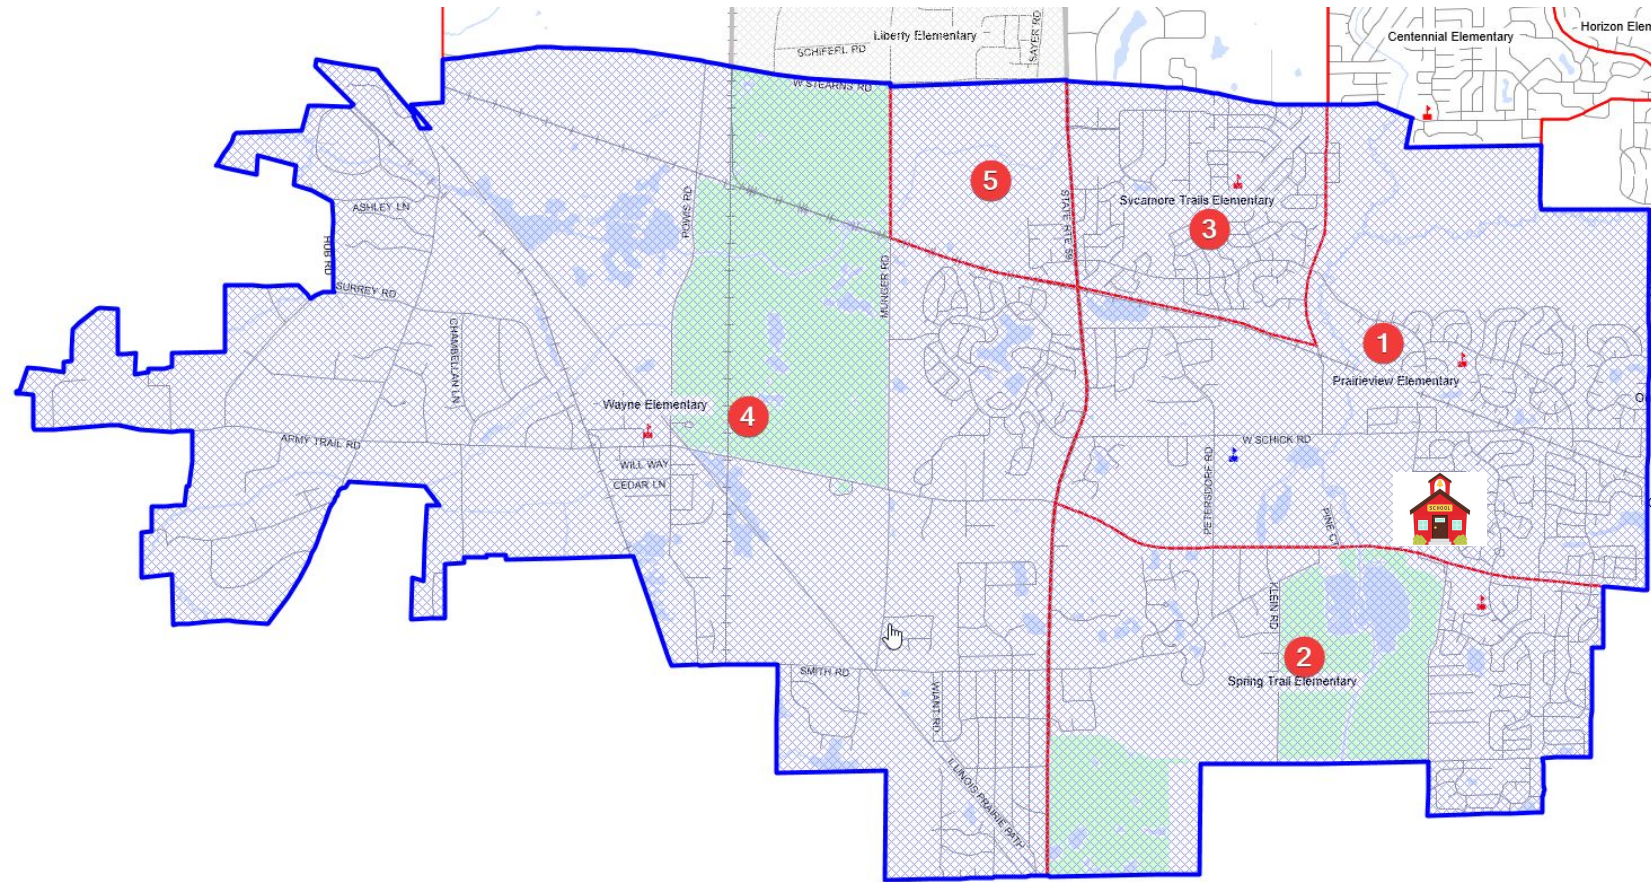 Liberty Elementary
SCHIFERL RD
SAYER RD
Centennial Elementary
Horizon Elem
W STEARNS RD
5
STATE RTE 59
Sycamore Trails Elementary
3
ASHLEY LN
POWIS RD
HUB RD
SURREY RD
MUNGER RD
CHAMBELLAN LN
1
Prairieview Elementary
Wayne Elementary
4
ARMY TRAIL RD
W SCHICK RD
WILL WAY
CEDAR LN
PETERSDORF RD
SCHOOL
PINE CT
KLEIN RD
2
Spring Trail Elementary
SMITH RD
WIANT RD
ILLINOIS PRAIRIE PATH